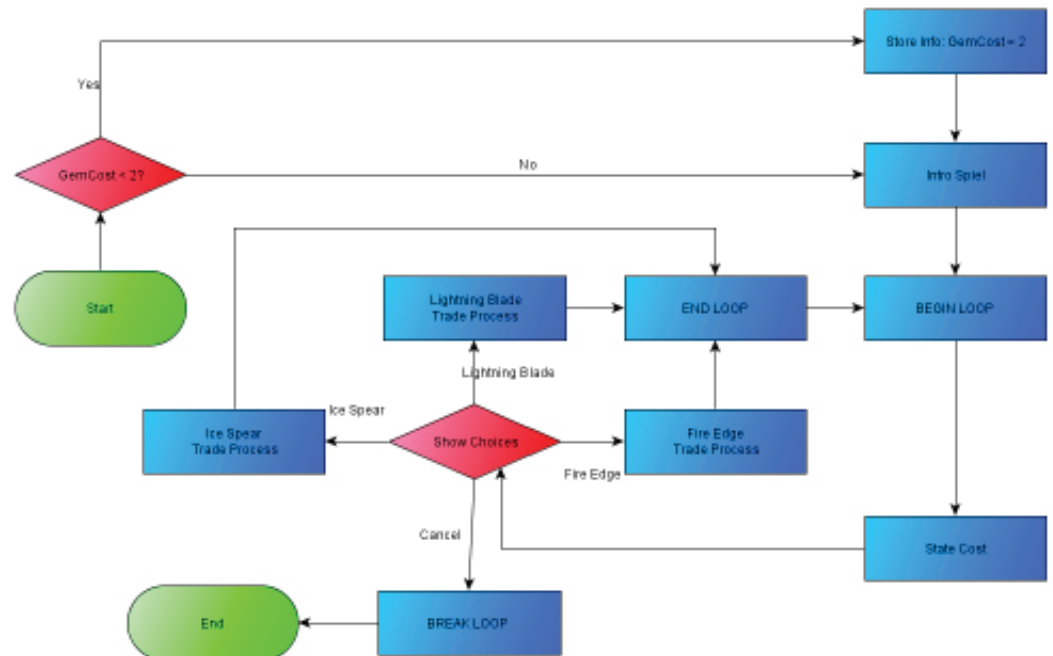 Store Info: GemCost = 2
Yes
GemCost < 2?
No
Intro Spiel
Start
Lightning Blade
Trade Process
END LOOP
BEGIN LOOP
Lightning Blade
Ice Spear
Ice Spear
Trade Process
Show Choices
Fire Edge
Trade Process
Fire Edge
Cancel
State Cost
End
BREAK LOOP